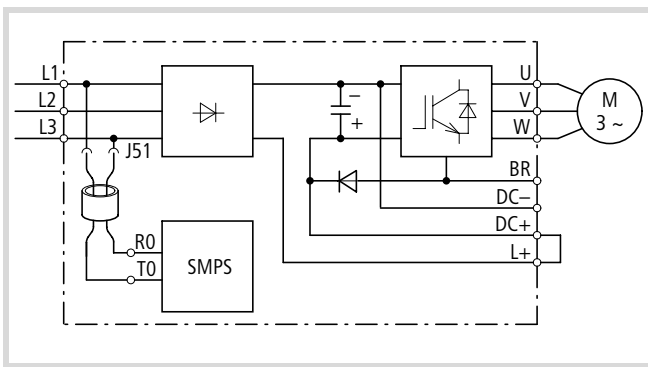 L1
L2
L3
J51
R0
T0
SMPS
–
+
U
V
W
BR
DC–
DC+
L+
M
3 ~